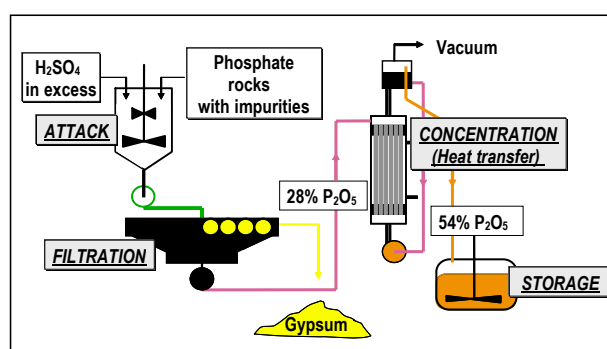 Vacuum
H₂SO₄
in excess
Phosphate
rocks
with impurities
ATTACK
CONCENTRATION
(Heat transfer)
28% P₂O₅
54% P₂O₅
FILTRATION
STORAGE
Gypsum